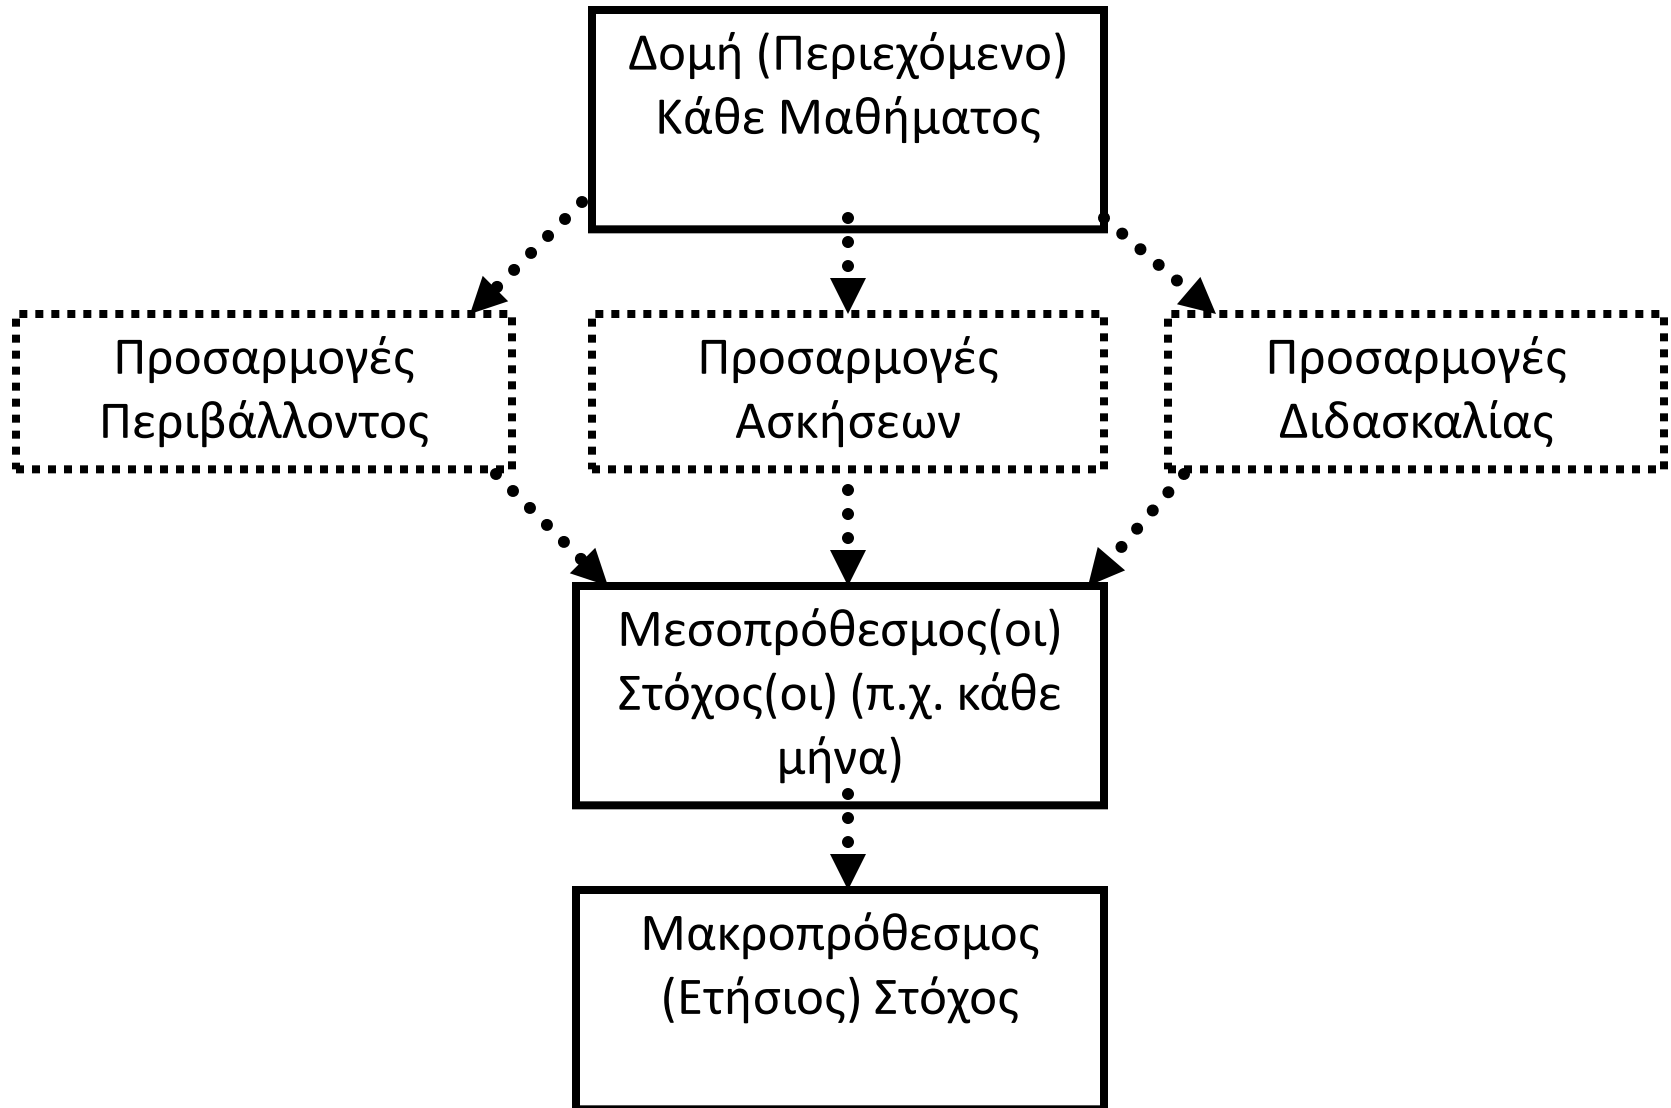 Δομή (Περιεχόμενο)
Κάθε Μαθήματος
Προσαρμογές
Περιβάλλοντος
Προσαρμογές
Ασκήσεων
Προσαρμογές
Διδασκαλίας
Μεσοπρόθεσμος(οι)
Στόχος(οι) (π.χ. κάθε
μήνα)
Μακροπρόθεσμος
(Ετήσιος) Στόχος